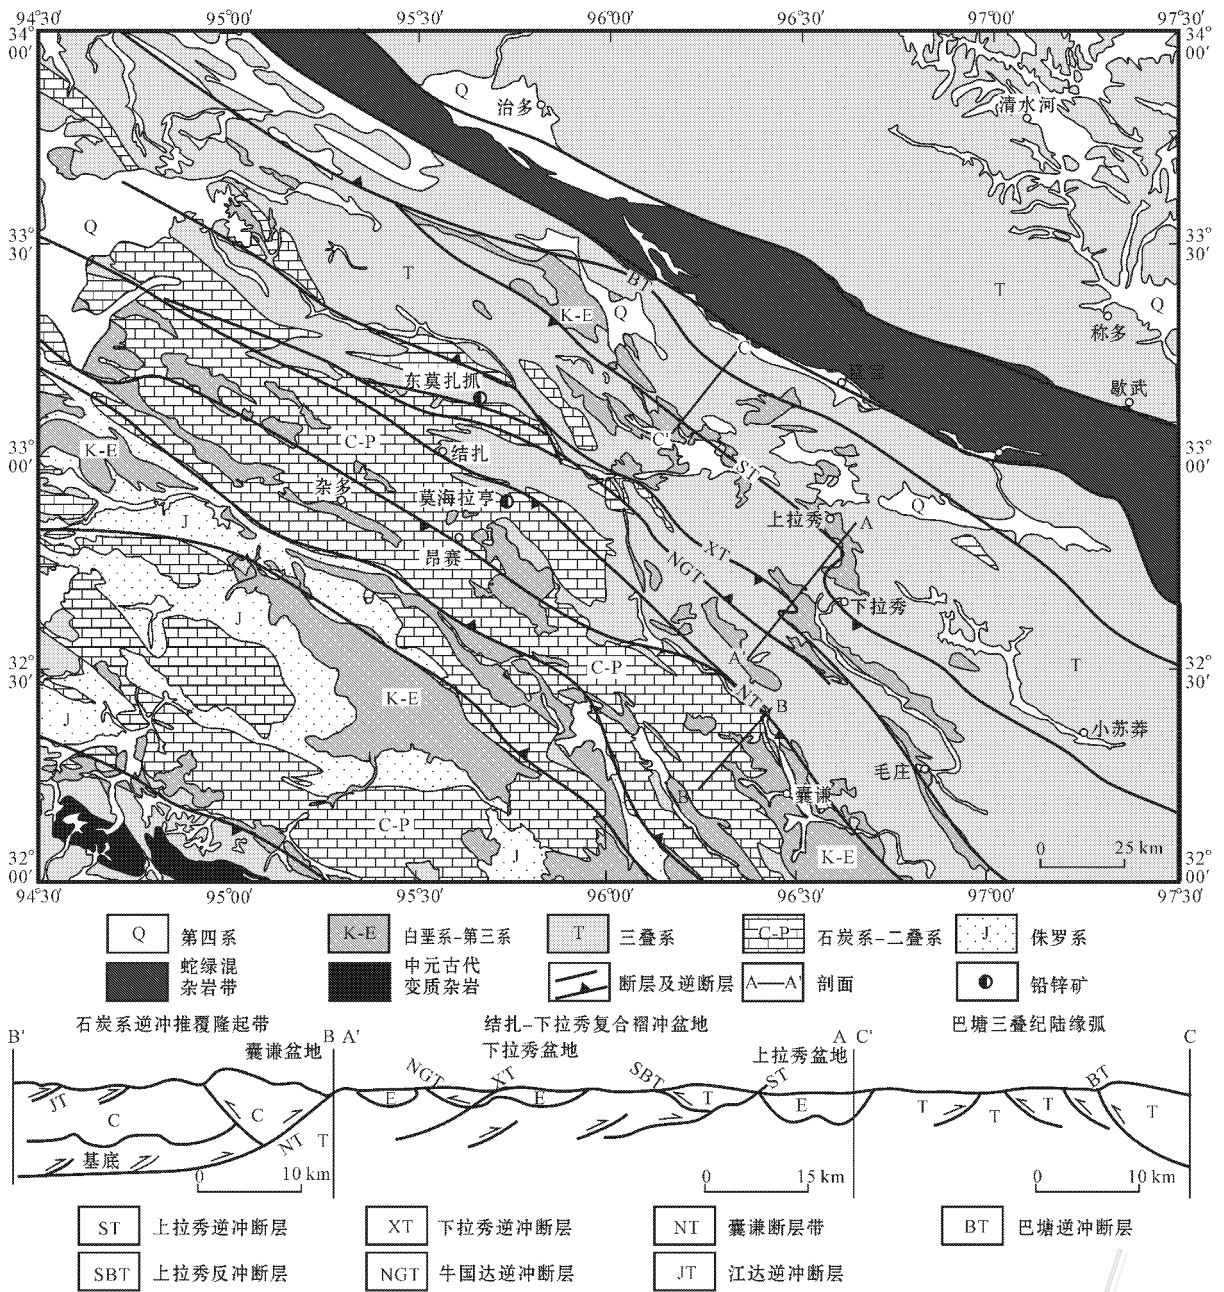 94°30′ 95°00′ 95°30′ 96°00′ 96°30′ 97°00′ 97°30′
34°00′ 34°00′
Q
治多
清水河
Q
33°30′ 33°30′
T
BT
T
K-E
Q
Q
称多
C
隆宝
东莫扎抓
歇武
C-P
C'
K-E
结扎
ST
33°00′ 33°00′
杂多
莫海拉亨
Q
J
上拉秀
A
昂赛
XT
NGT
下拉秀
J
A'
C-P
T
32°30′ 32°30′
K-E
NT
B
J
小苏莽
毛庄
B'
囊谦
C-P
J
K-E
0 25 km
32°00′ 32°00′
94°30′ 95°00′ 95°30′ 96°00′ 96°30′ 97°00′ 97°30′
Q 第四系
K-E 白垩系-第三系
T 三叠系
C-P 石炭系-二叠系
J 侏罗系
蛇绿混
杂岩带
中元古代
变质杂岩
断层及逆断层
A—A' 剖面
铅锌矿
石炭系逆冲推覆隆起带
结扎-下拉秀复合褶冲盆地
巴塘三叠纪陆缘弧
B' B A' A C' C
囊谦盆地
下拉秀盆地
上拉秀盆地
JT
C
C
NT
T
基底
0 10 km
NGT
XT
SBT
ST
E
E
T
E
0 15 km
BT
T
T
T
T
0 10 km
ST 上拉秀逆冲断层
XT 下拉秀逆冲断层
NT 囊谦断层带
BT 巴塘逆冲断层
SBT 上拉秀反冲断层
NGT 牛国达逆冲断层
JT 江达逆冲断层